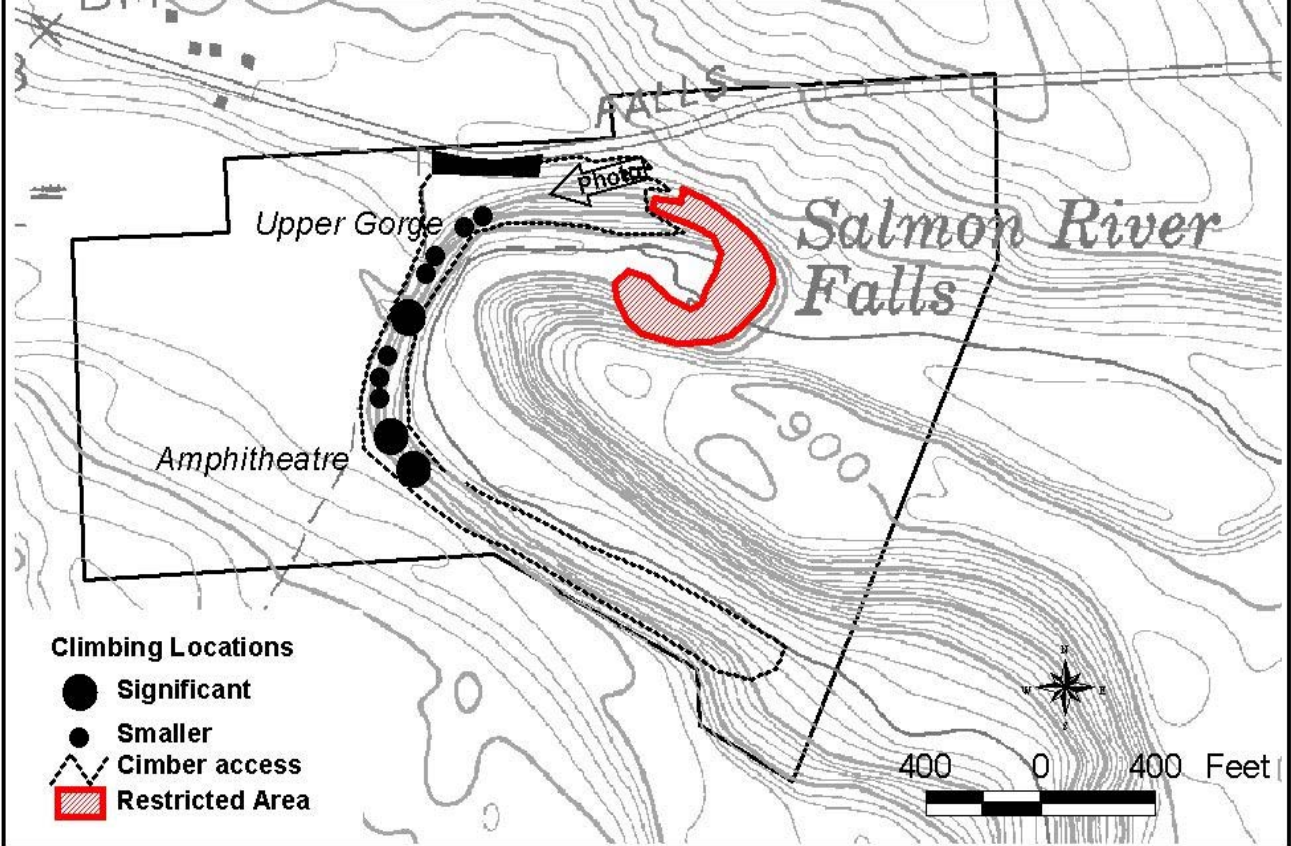 FALLS
Photo
Upper Gorge
Salmon River
Falls
900
Amphitheatre
Climbing Locations
Significant
Smaller
Cimber access
Restricted Area
N
W E
S
400 0 400 Feet